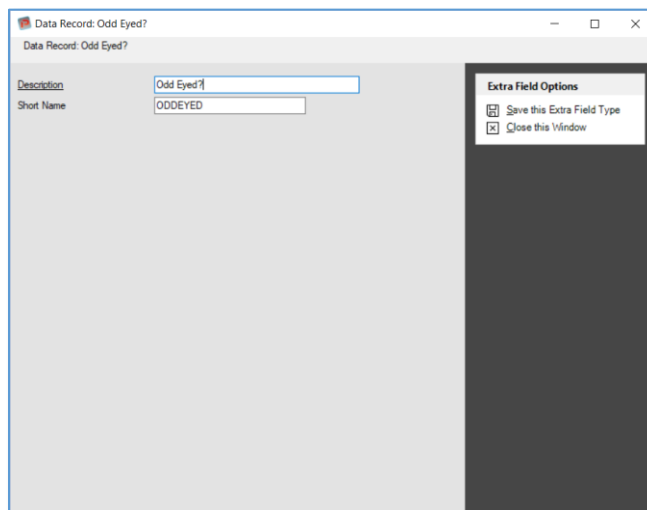 Data Record: Odd Eyed?
Data Record: Odd Eyed?
Description Odd Eyed?
Short Name ODDEYED
Extra Field Options
Save this Extra Field Type
Close this Window